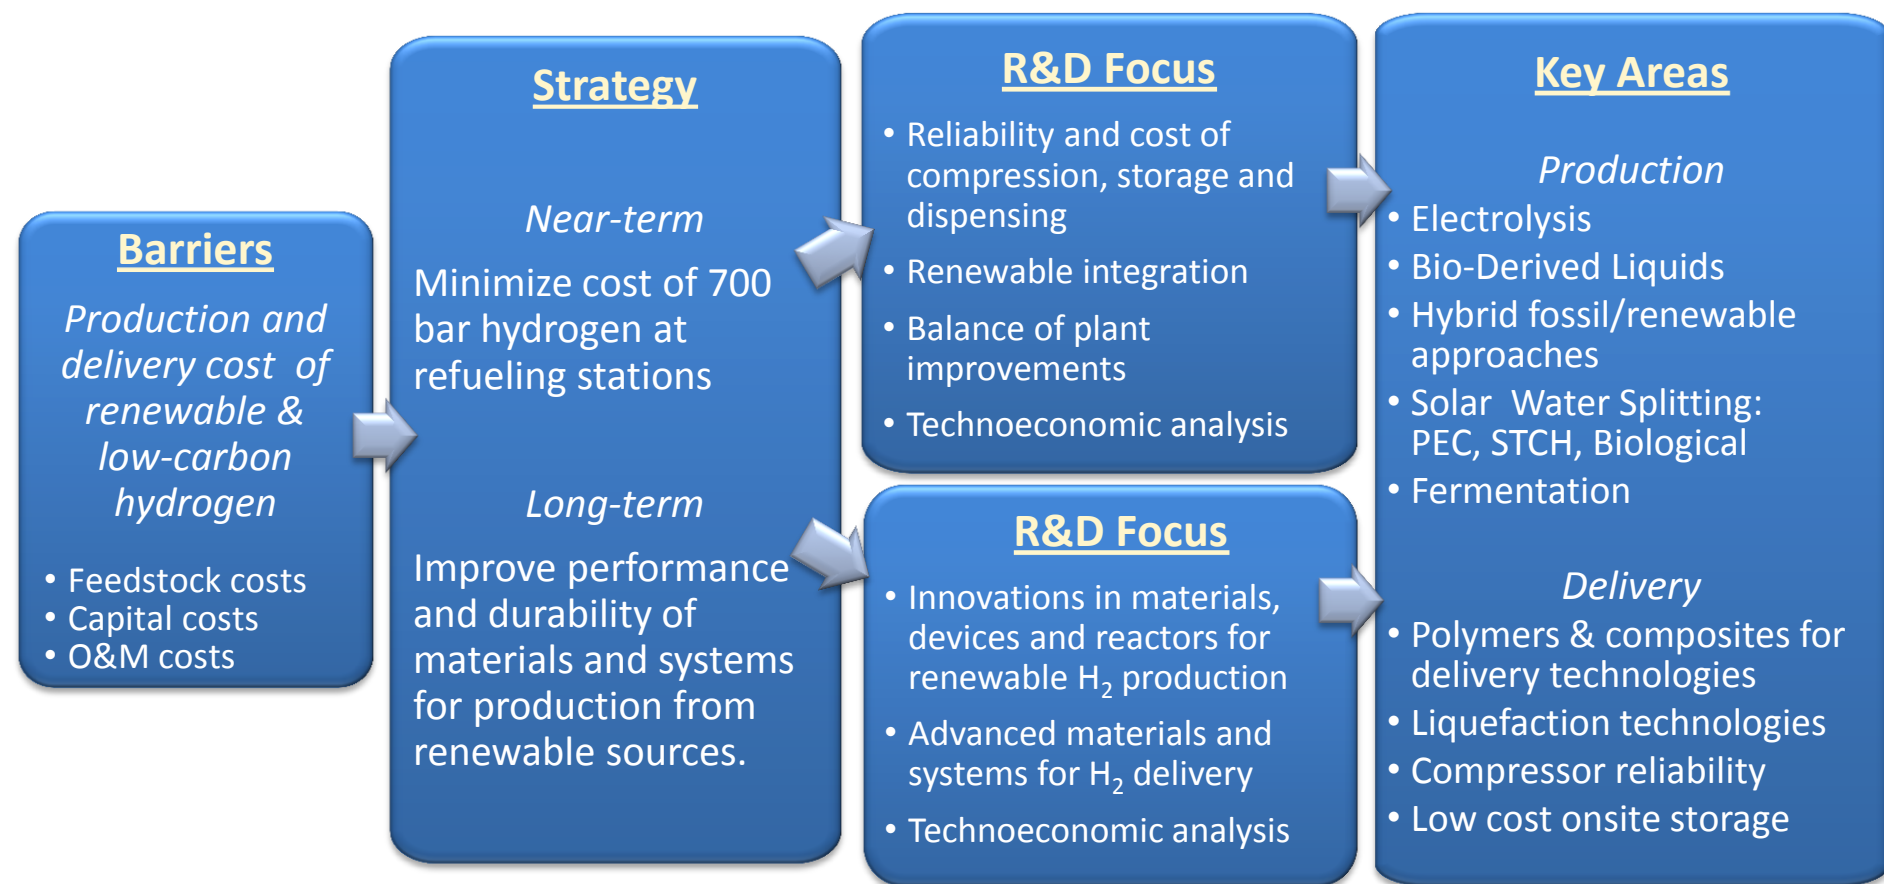 Barriers
Production and
delivery cost of
renewable &
low-carbon
hydrogen
• Feedstock costs
• Capital costs
• O&M costs
Strategy
Near-term
Minimize cost of 700
bar hydrogen at
refueling stations
Long-term
Improve performance
and durability of
materials and systems
for production from
renewable sources.
R&D Focus
• Reliability and cost of
compression, storage and
dispensing
• Renewable integration
• Balance of plant
improvements
• Technoeconomic analysis
R&D Focus
• Innovations in materials,
devices and reactors for
renewable H₂ production
• Advanced materials and
systems for H₂ delivery
• Technoeconomic analysis
Key Areas
Production
• Electrolysis
• Bio-Derived Liquids
• Hybrid fossil/renewable
approaches
• Solar Water Splitting:
PEC, STCH, Biological
• Fermentation
Delivery
• Polymers & composites for
delivery technologies
• Liquefaction technologies
• Compressor reliability
• Low cost onsite storage